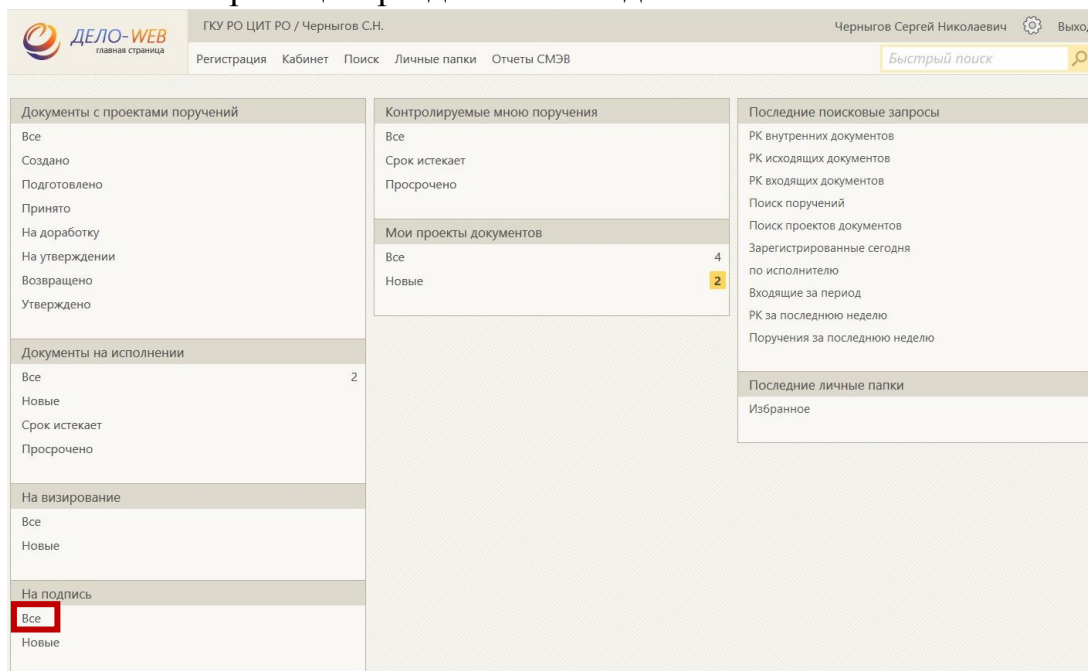 ДЕЛО-WEB
главная страница
ГКУ РО ЦИТ РО / Черныгов С.Н.
Черныгов Сергей Николаевич
Выход
Регистрация Кабинет Поиск Личные папки Отчеты СМЭВ
Быстрый поиск
Документы с проектами поручений
Все
Создано
Подготовлено
Принято
На доработку
На утверждении
Возвращено
Утверждено
Документы на исполнении
Все 2
Новые
Срок истекает
Просрочено
На визирование
Все
Новые
На подпись
Все
Новые
Контролируемые мною поручения
Все
Срок истекает
Просрочено
Мои проекты документов
Все 4
Новые 2
Последние поисковые запросы
РК внутренних документов
РК исходящих документов
РК входящих документов
Поиск поручений
Поиск проектов документов
Зарегистрированные сегодня
по исполнителю
Входящие за период
РК за последнюю неделю
Поручения за последнюю неделю
Последние личные папки
Избранное